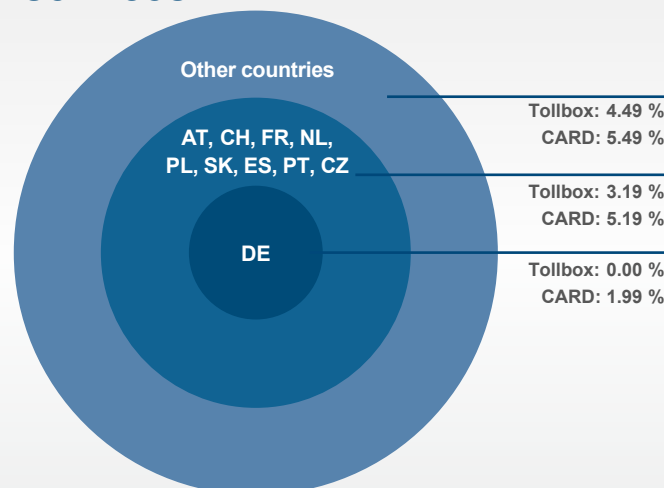 Other countries
AT, CH, FR, NL,
PL, SK, ES, PT, CZ
DE
Tollbox: 4.49 %
CARD: 5.49 %
Tollbox: 3.19 %
CARD: 5.19 %
Tollbox: 0.00 %
CARD: 1.99 %